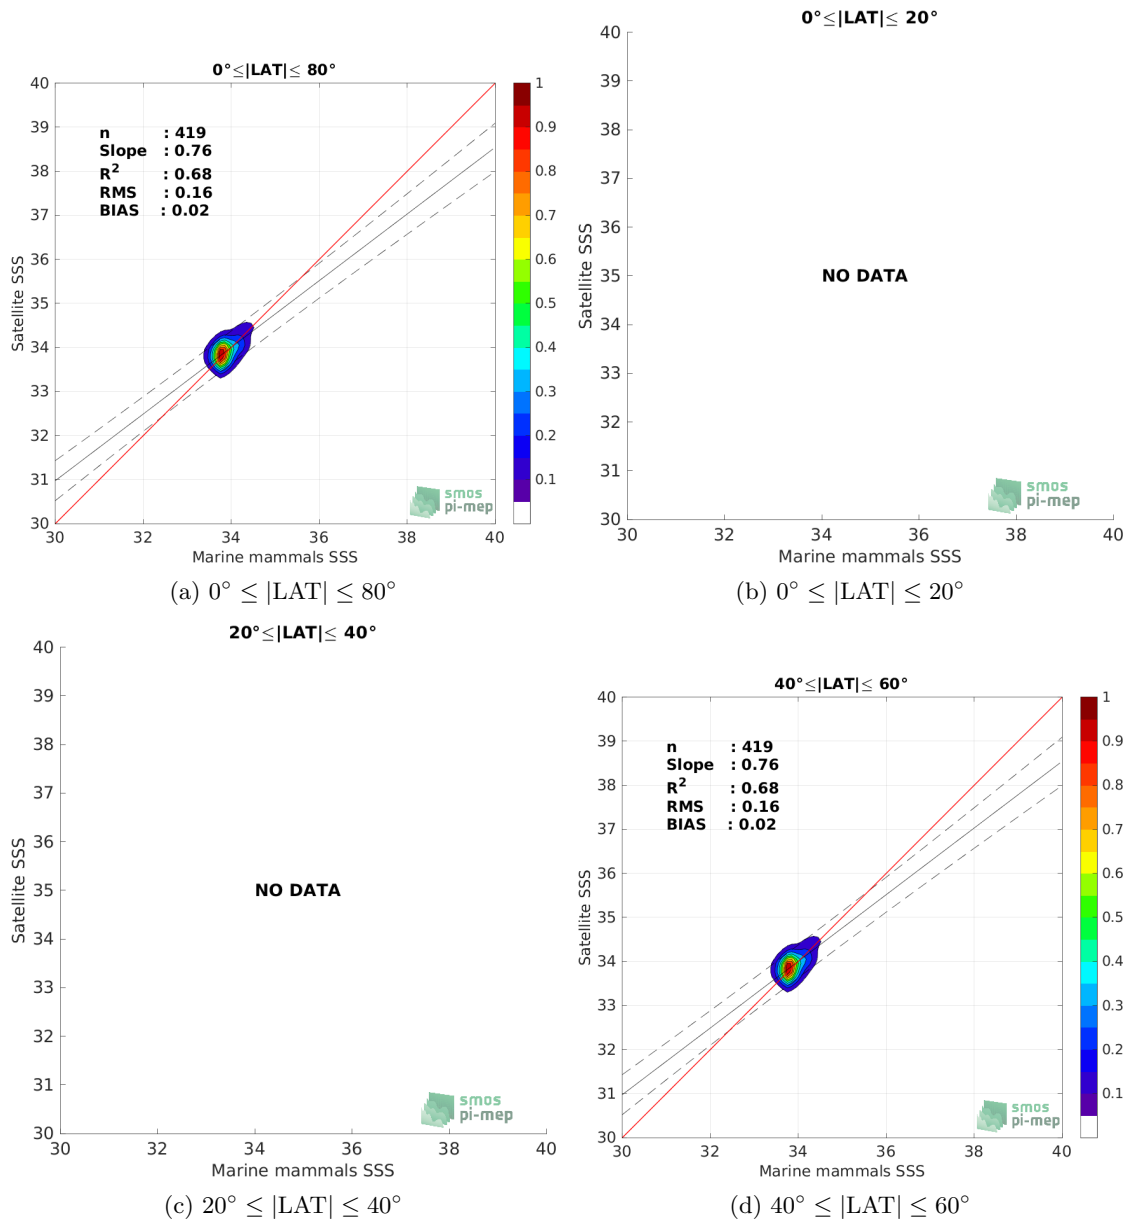 0°≤|LAT|≤ 80°
40
39
38
37
36
35
34
33
32
31
30
Satellite SSS
n : 419
Slope : 0.76
R² : 0.68
RMS : 0.16
BIAS : 0.02
smos
pi-mep
30 32 34 36 38 40
Marine mammals SSS
1
0.9
0.8
0.7
0.6
0.5
0.4
0.3
0.2
0.1
(a) 0° ≤ |LAT| ≤ 80°
0°≤|LAT|≤ 20°
40
39
38
37
36
35
34
33
32
31
30
Satellite SSS
NO DATA
smos
pi-mep
30 32 34 36 38 40
Marine mammals SSS
(b) 0° ≤ |LAT| ≤ 20°
20°≤|LAT|≤ 40°
40
39
38
37
36
35
34
33
32
31
30
Satellite SSS
NO DATA
smos
pi-mep
30 32 34 36 38 40
Marine mammals SSS
(c) 20° ≤ |LAT| ≤ 40°
40°≤|LAT|≤ 60°
40
39
38
37
36
35
34
33
32
31
30
Satellite SSS
n : 419
Slope : 0.76
R² : 0.68
RMS : 0.16
BIAS : 0.02
smos
pi-mep
30 32 34 36 38 40
Marine mammals SSS
1
0.9
0.8
0.7
0.6
0.5
0.4
0.3
0.2
0.1
(d) 40° ≤ |LAT| ≤ 60°